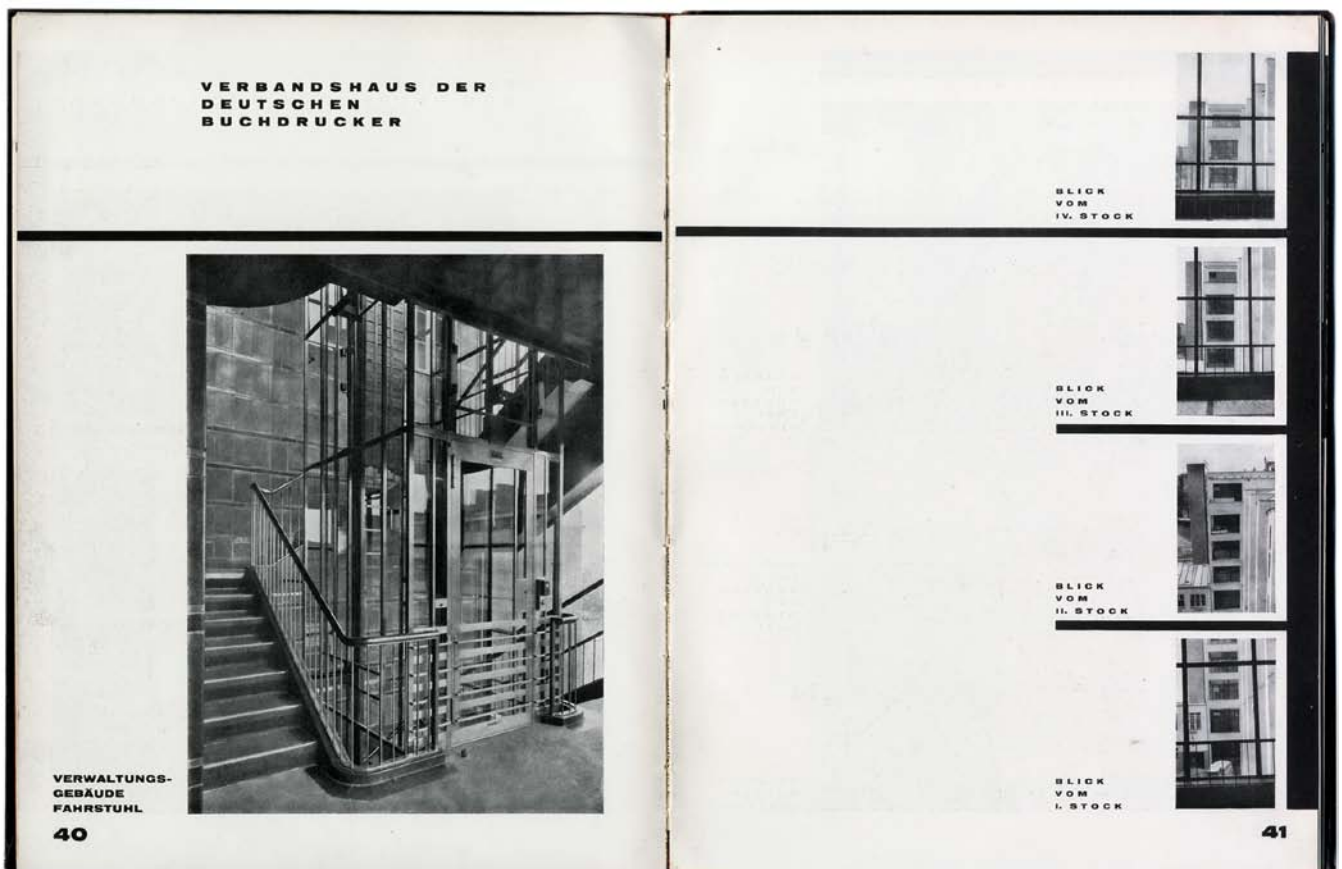 VERBANDSHAUS DER
DEUTSCHEN
BUCHDRUCKER
VERWALTUNGS-
GEBÄUDE
FAHRSTUHL
40
BLICK
VOM
IV. STOCK
BLICK
VOM
III. STOCK
BLICK
VOM
II. STOCK
BLICK
VOM
I. STOCK
41